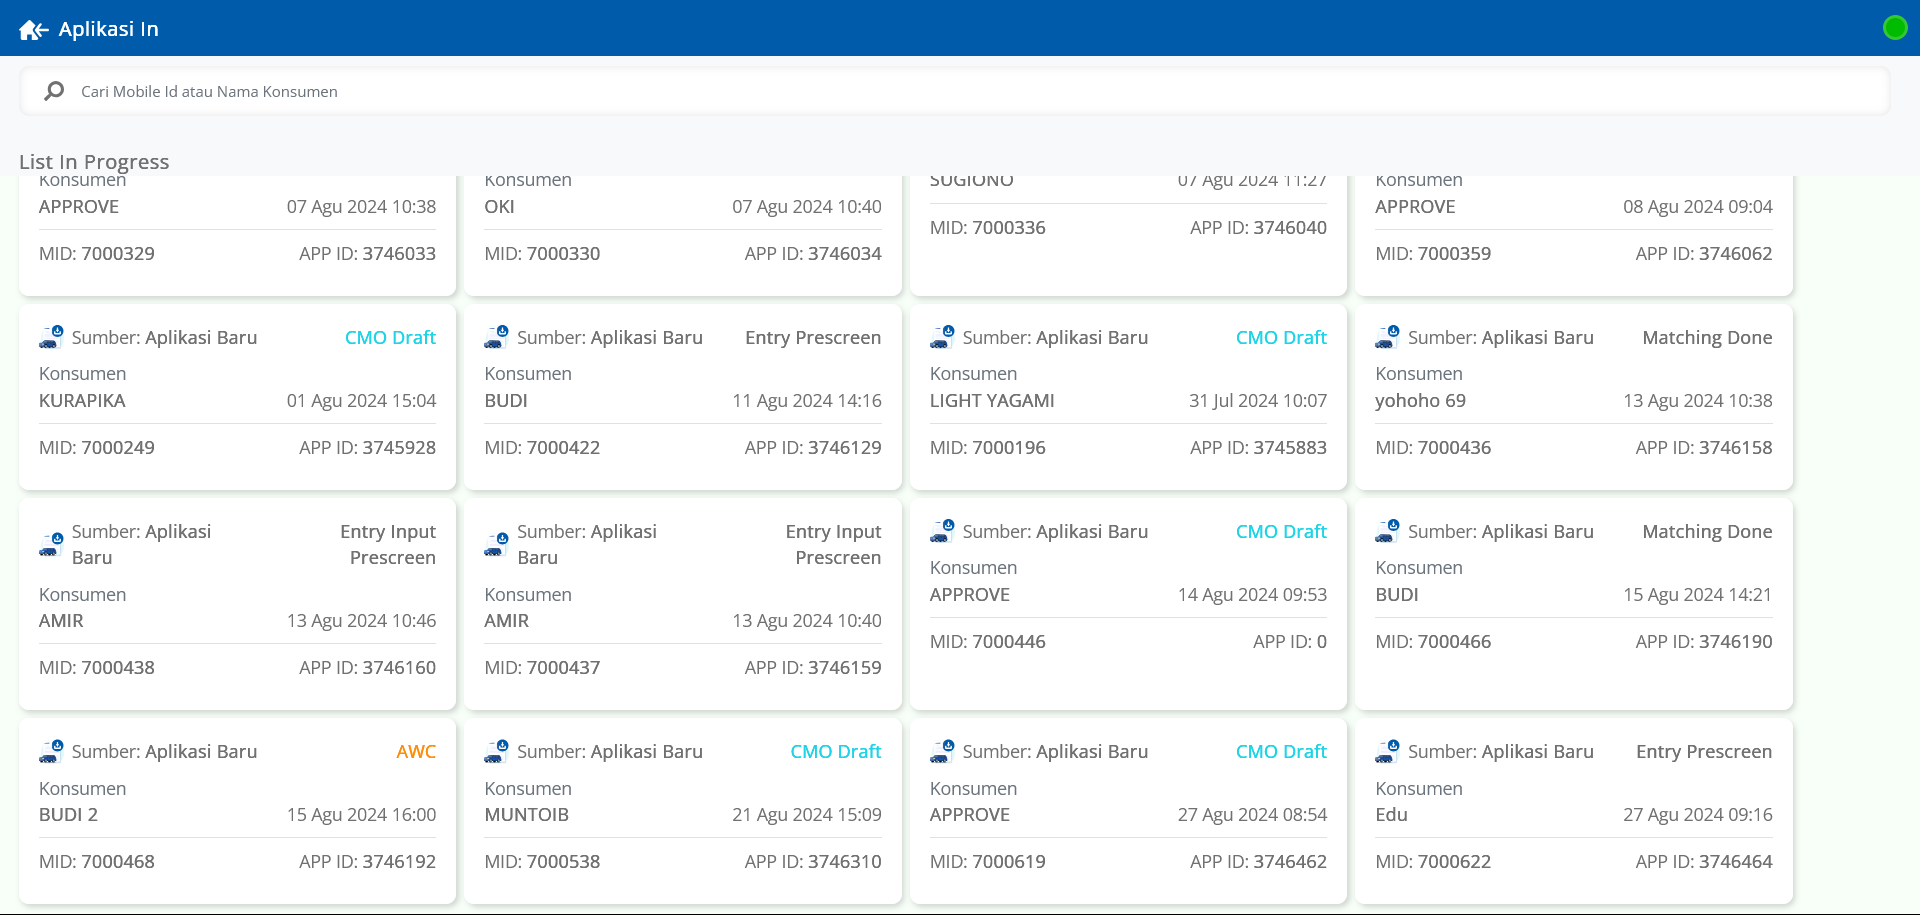 Aplikasi In
Cari Mobile Id atau Nama Konsumen
List In Progress
Konsumen
APPROVE 07 Agu 2024 10:38
MID: 7000329 APP ID: 3746033
Konsumen
OKI 07 Agu 2024 10:40
MID: 7000330 APP ID: 3746034
SUGIONO 07 Agu 2024 11:27
MID: 7000336 APP ID: 3746040
Konsumen
APPROVE 08 Agu 2024 09:04
MID: 7000359 APP ID: 3746062
Sumber: Aplikasi Baru CMO Draft
Konsumen
KURAPIKA 01 Agu 2024 15:04
MID: 7000249 APP ID: 3745928
Sumber: Aplikasi Baru Entry Prescreen
Konsumen
BUDI 11 Agu 2024 14:16
MID: 7000422 APP ID: 3746129
Sumber: Aplikasi Baru CMO Draft
Konsumen
LIGHT YAGAMI 31 Jul 2024 10:07
MID: 7000196 APP ID: 3745883
Sumber: Aplikasi Baru Matching Done
Konsumen
yohoho 69 13 Agu 2024 10:38
MID: 7000436 APP ID: 3746158
Sumber: Aplikasi Entry Input
Baru Prescreen
Konsumen
AMIR 13 Agu 2024 10:46
MID: 7000438 APP ID: 3746160
Sumber: Aplikasi Entry Input
Baru Prescreen
Konsumen
AMIR 13 Agu 2024 10:40
MID: 7000437 APP ID: 3746159
Sumber: Aplikasi Baru CMO Draft
Konsumen
APPROVE 14 Agu 2024 09:53
MID: 7000446 APP ID: 0
Sumber: Aplikasi Baru Matching Done
Konsumen
BUDI 15 Agu 2024 14:21
MID: 7000466 APP ID: 3746190
Sumber: Aplikasi Baru AWC
Konsumen
BUDI 2 15 Agu 2024 16:00
MID: 7000468 APP ID: 3746192
Sumber: Aplikasi Baru CMO Draft
Konsumen
MUNTOIB 21 Agu 2024 15:09
MID: 7000538 APP ID: 3746310
Sumber: Aplikasi Baru CMO Draft
Konsumen
APPROVE 27 Agu 2024 08:54
MID: 7000619 APP ID: 3746462
Sumber: Aplikasi Baru Entry Prescreen
Konsumen
Edu 27 Agu 2024 09:16
MID: 7000622 APP ID: 3746464